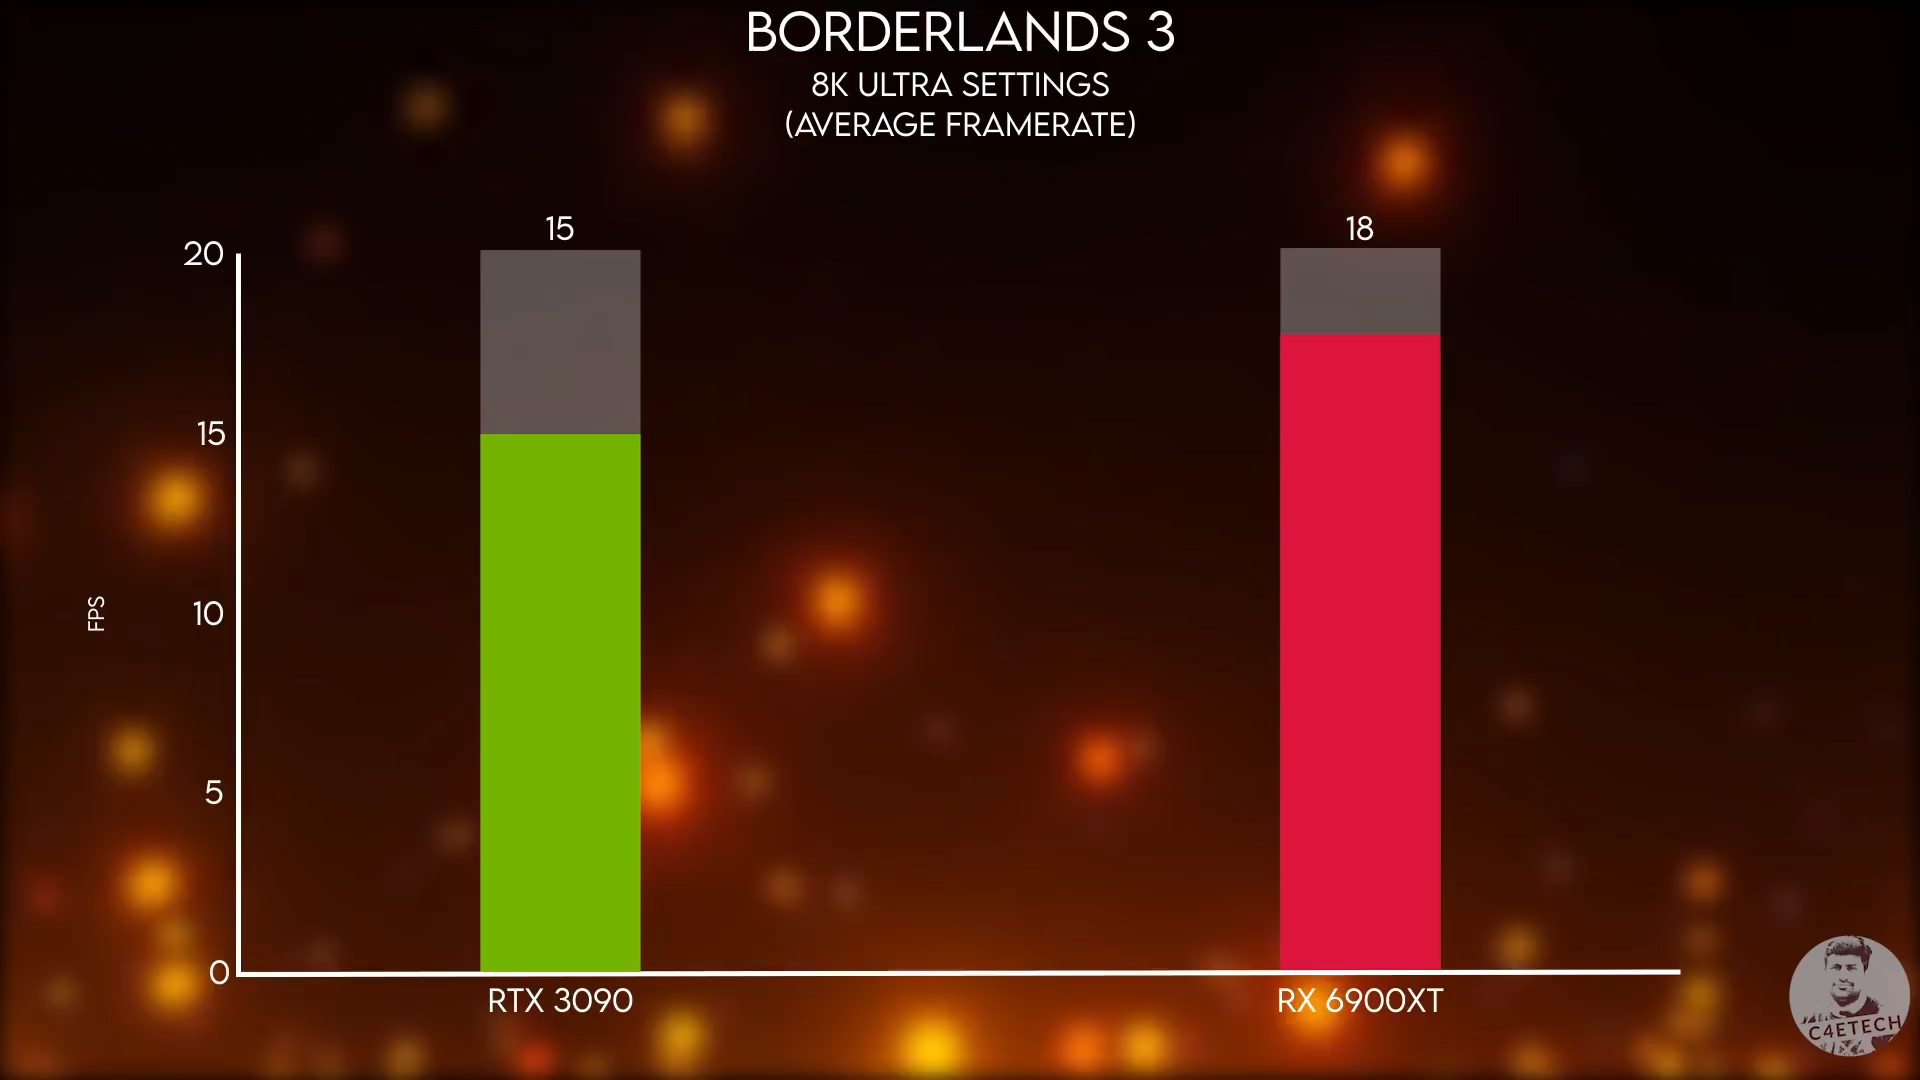 BORDERLANDS 3
8K ULTRA SETTINGS
(AVERAGE FRAMERATE)
15
18
20
15
10
5
0
FPS
RTX 3090
RX 6900XT
C4ETECH